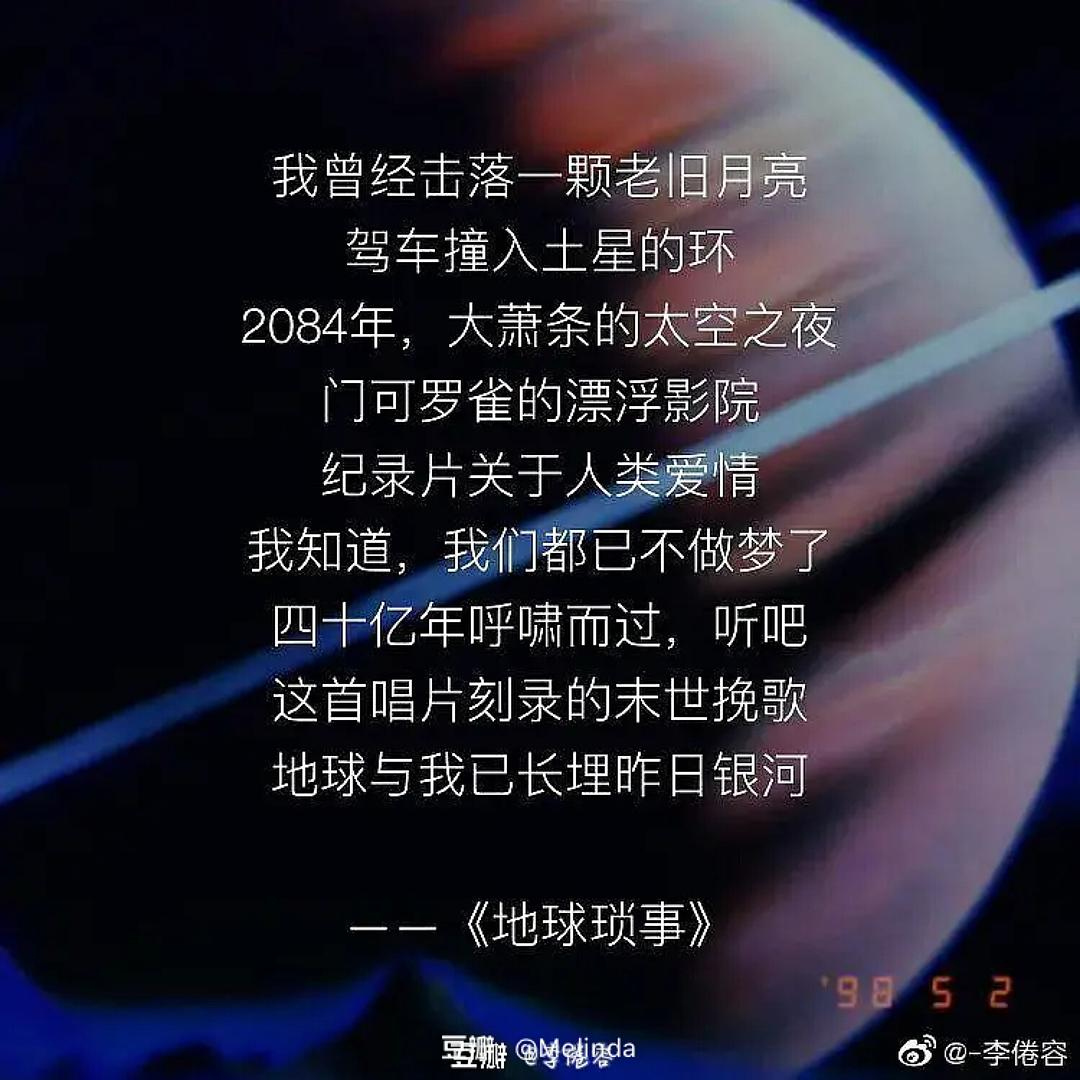 我曾经击落一颗老旧月亮
驾车撞入土星的环
2084年，大萧条的太空之夜
门可罗雀的漂浮影院
纪录片关于人类爱情
我知道，我们都已不做梦了
四十亿年呼啸而过，听吧
这首唱片刻录的末世挽歌
地球与我已长埋昨日银河
——《地球琐事》
'98 5 2
豆瓣 @Melinda
@-李倦容